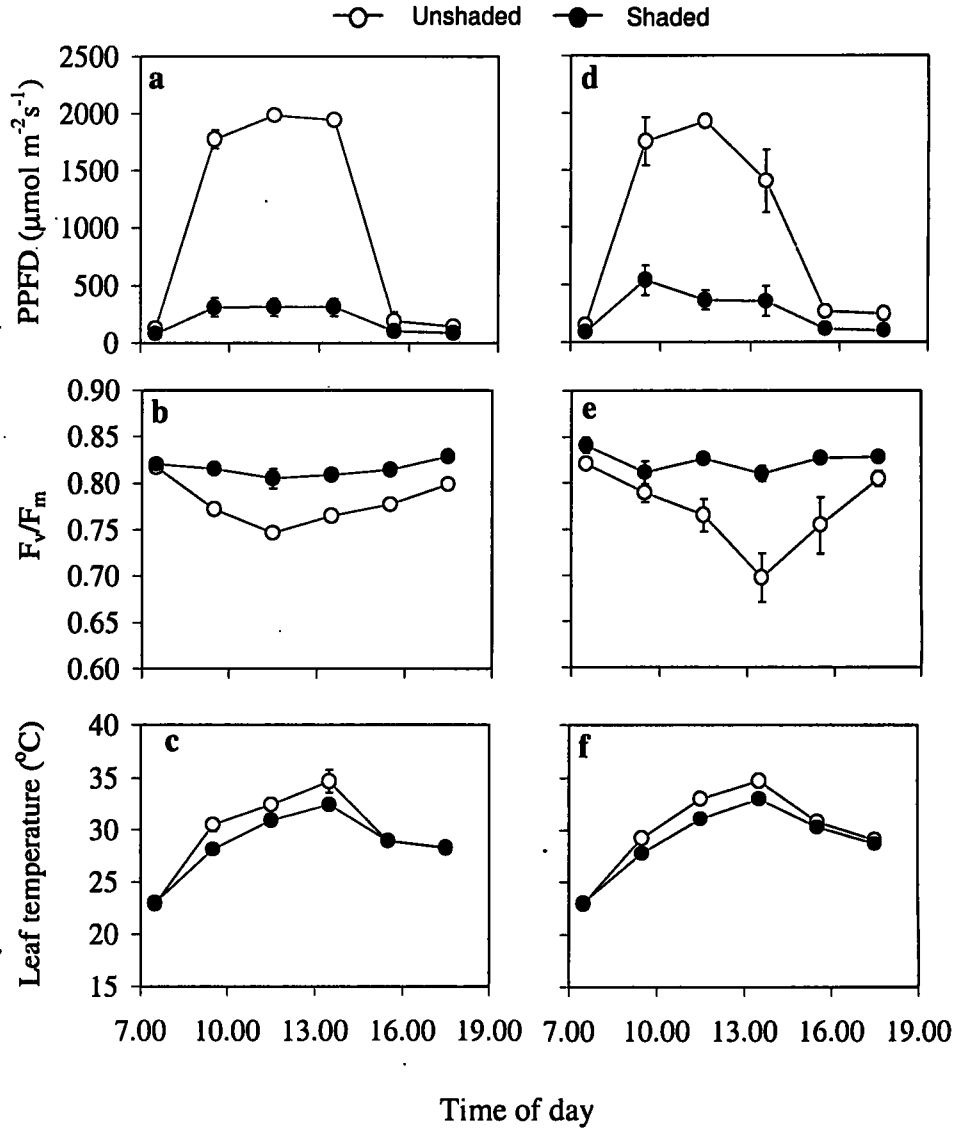 Unshaded Shaded
a
d
PPFD. (μmol m⁻²s⁻¹)
2500
2000
1500
1000
500
0
b
e
Fv/Fm
0.90
0.85
0.80
0.75
0.70
0.65
0.60
c
f
Leaf temperature (°C)
40
35
30
25
20
15
7.00 10.00 13.00 16.00 19.00
7.00 10.00 13.00 16.00 19.00
Time of day